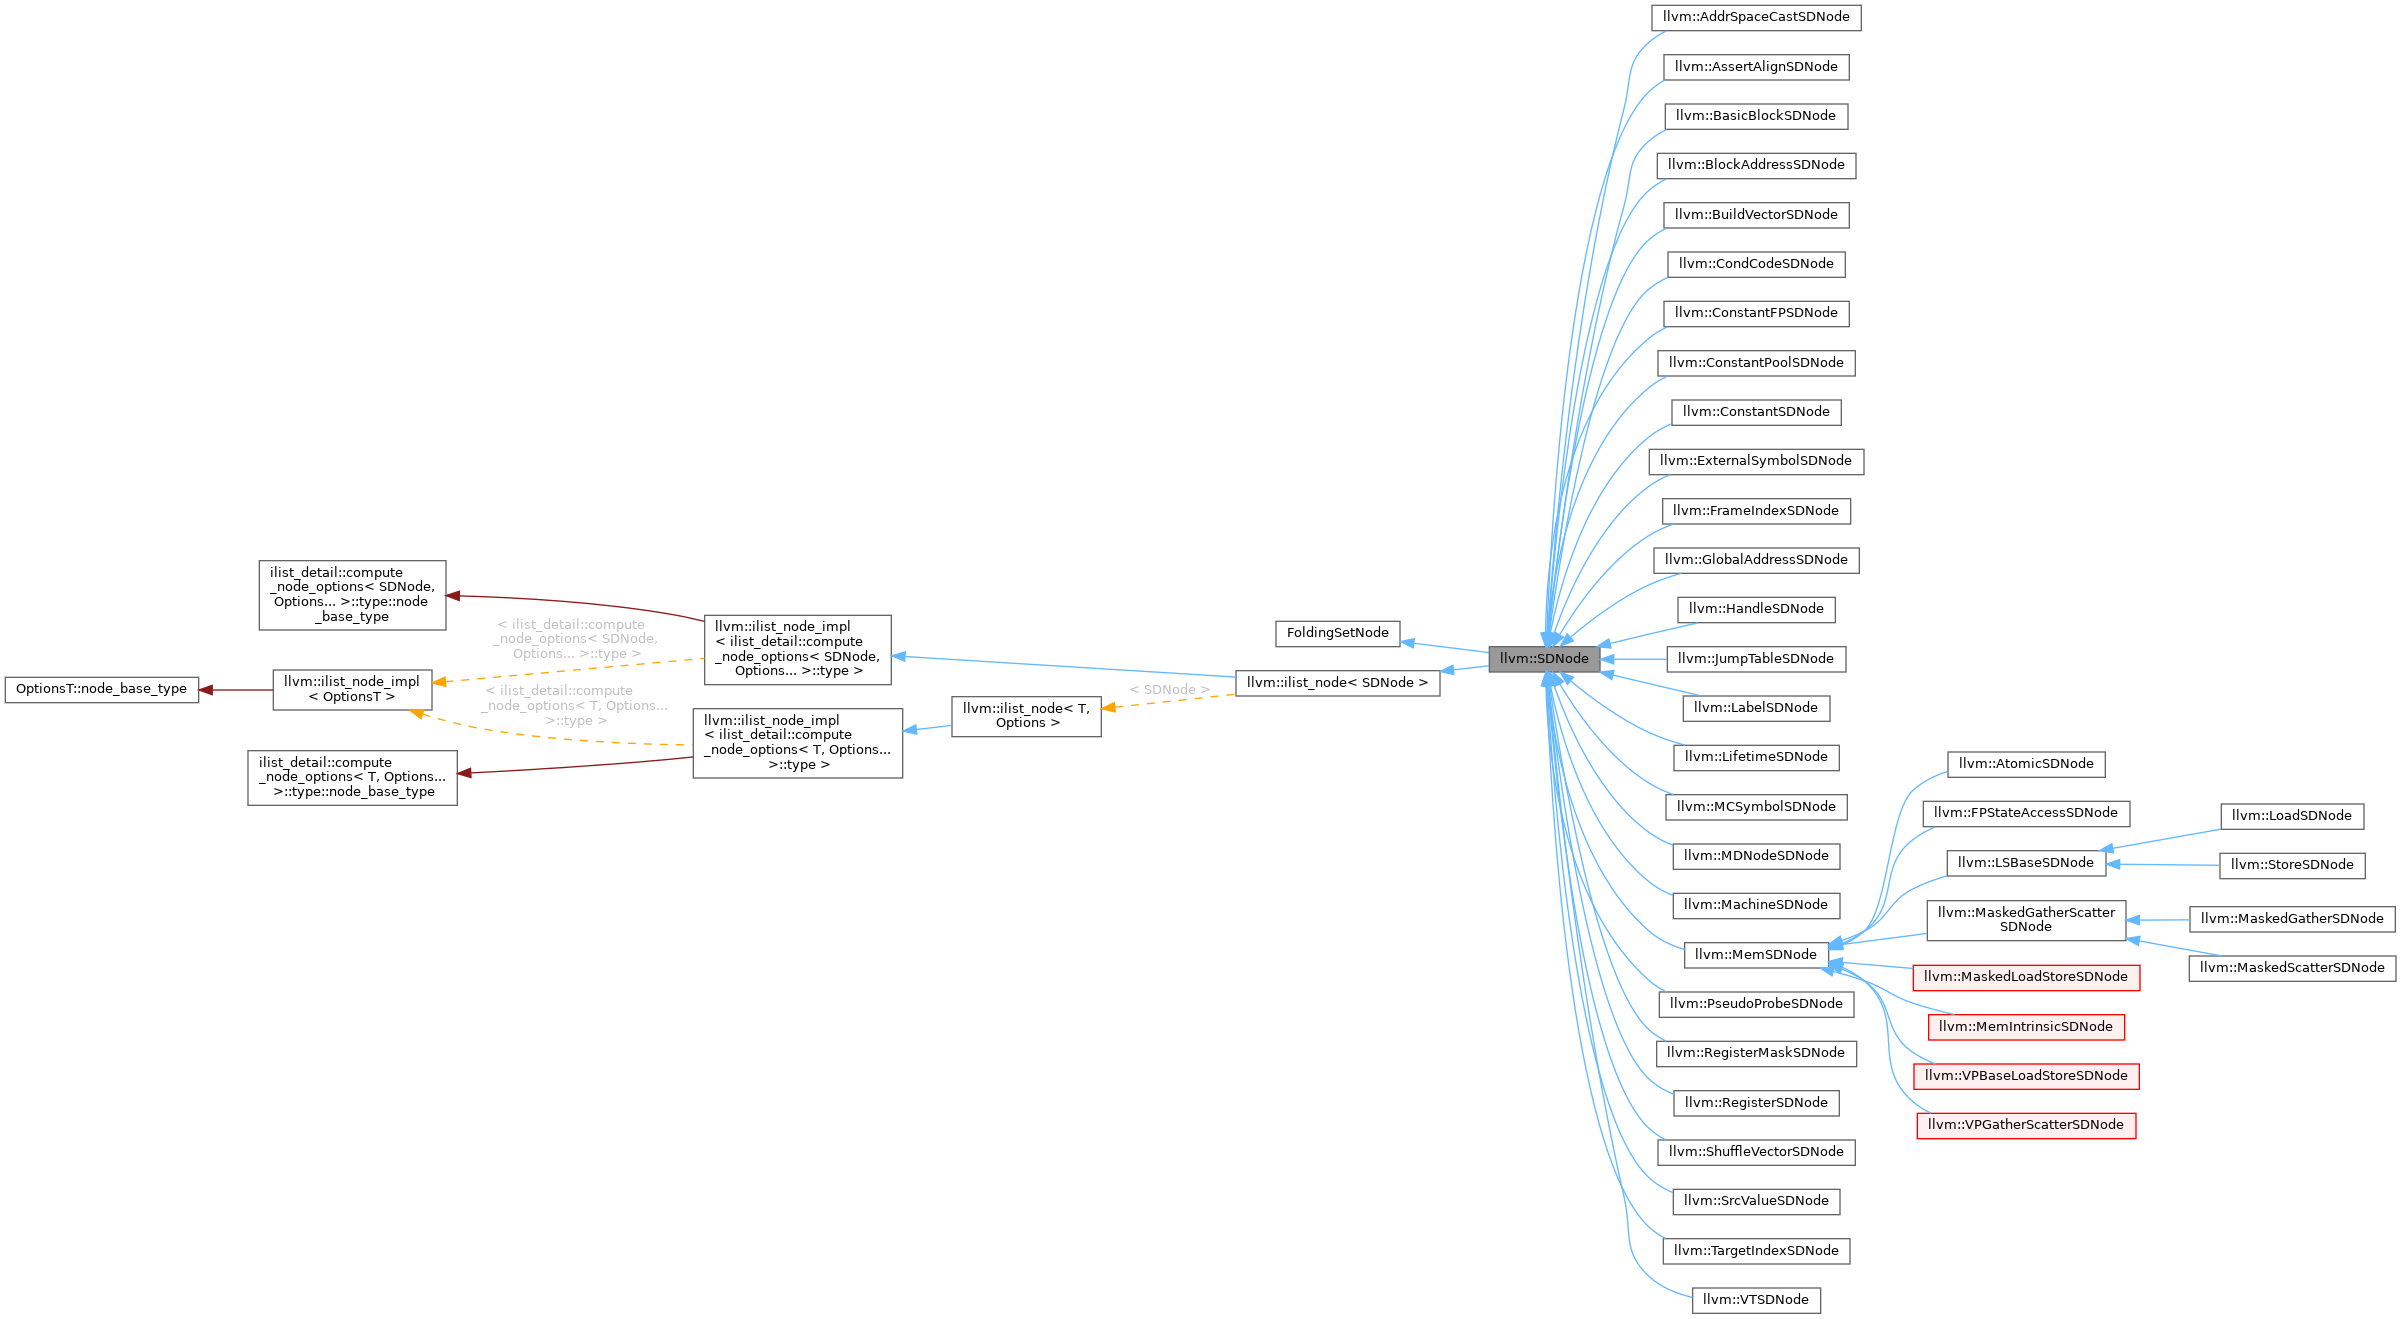 llvm::AddrSpaceCastSDNode
llvm::AssertAlignSDNode
llvm::BasicBlockSDNode
llvm::BlockAddressSDNode
llvm::BuildVectorSDNode
llvm::CondCodeSDNode
llvm::ConstantFPSDNode
llvm::ConstantPoolSDNode
llvm::ConstantSDNode
llvm::ExternalSymbolSDNode
llvm::FrameIndexSDNode
llvm::GlobalAddressSDNode
llvm::HandleSDNode
llvm::JumpTableSDNode
llvm::LabelSDNode
llvm::LifetimeSDNode
llvm::MCSymbolSDNode
llvm::MDNodeSDNode
llvm::MachineSDNode
llvm::MemSDNode
llvm::PseudoProbeSDNode
llvm::RegisterMaskSDNode
llvm::RegisterSDNode
llvm::ShuffleVectorSDNode
llvm::SrcValueSDNode
llvm::TargetIndexSDNode
llvm::VTSDNode
OptionsT::node_base_type
ilist_detail::compute
_node_options< SDNode,
Options... >::type::node
_base_type
llvm::ilist_node_impl
< OptionsT >
ilist_detail::compute
_node_options< T, Options...
>::type::node_base_type
< ilist_detail::compute
_node_options< SDNode,
Options... >::type >
< ilist_detail::compute
_node_options< T, Options...
>::type >
llvm::ilist_node_impl
< ilist_detail::compute
_node_options< SDNode,
Options... >::type >
llvm::ilist_node_impl
< ilist_detail::compute
_node_options< T, Options...
>::type >
llvm::ilist_node< T,
Options >
< SDNode >
FoldingSetNode
llvm::ilist_node< SDNode >
llvm::SDNode
llvm::AtomicSDNode
llvm::FPStateAccessSDNode
llvm::LSBaseSDNode
llvm::MaskedGatherScatter
SDNode
llvm::MaskedLoadStoreSDNode
llvm::MemIntrinsicSDNode
llvm::VPBaseLoadStoreSDNode
llvm::VPGatherScatterSDNode
llvm::LoadSDNode
llvm::StoreSDNode
llvm::MaskedGatherSDNode
llvm::MaskedScatterSDNode